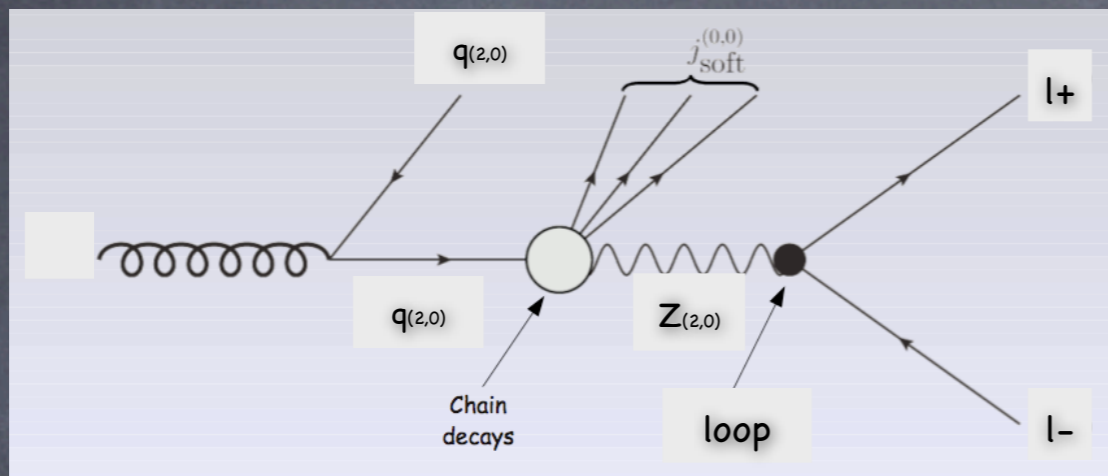 q(2,0)
j(0,0)soft
l+
q(2,0)
Z(2,0)
Chain
decays
loop
l-